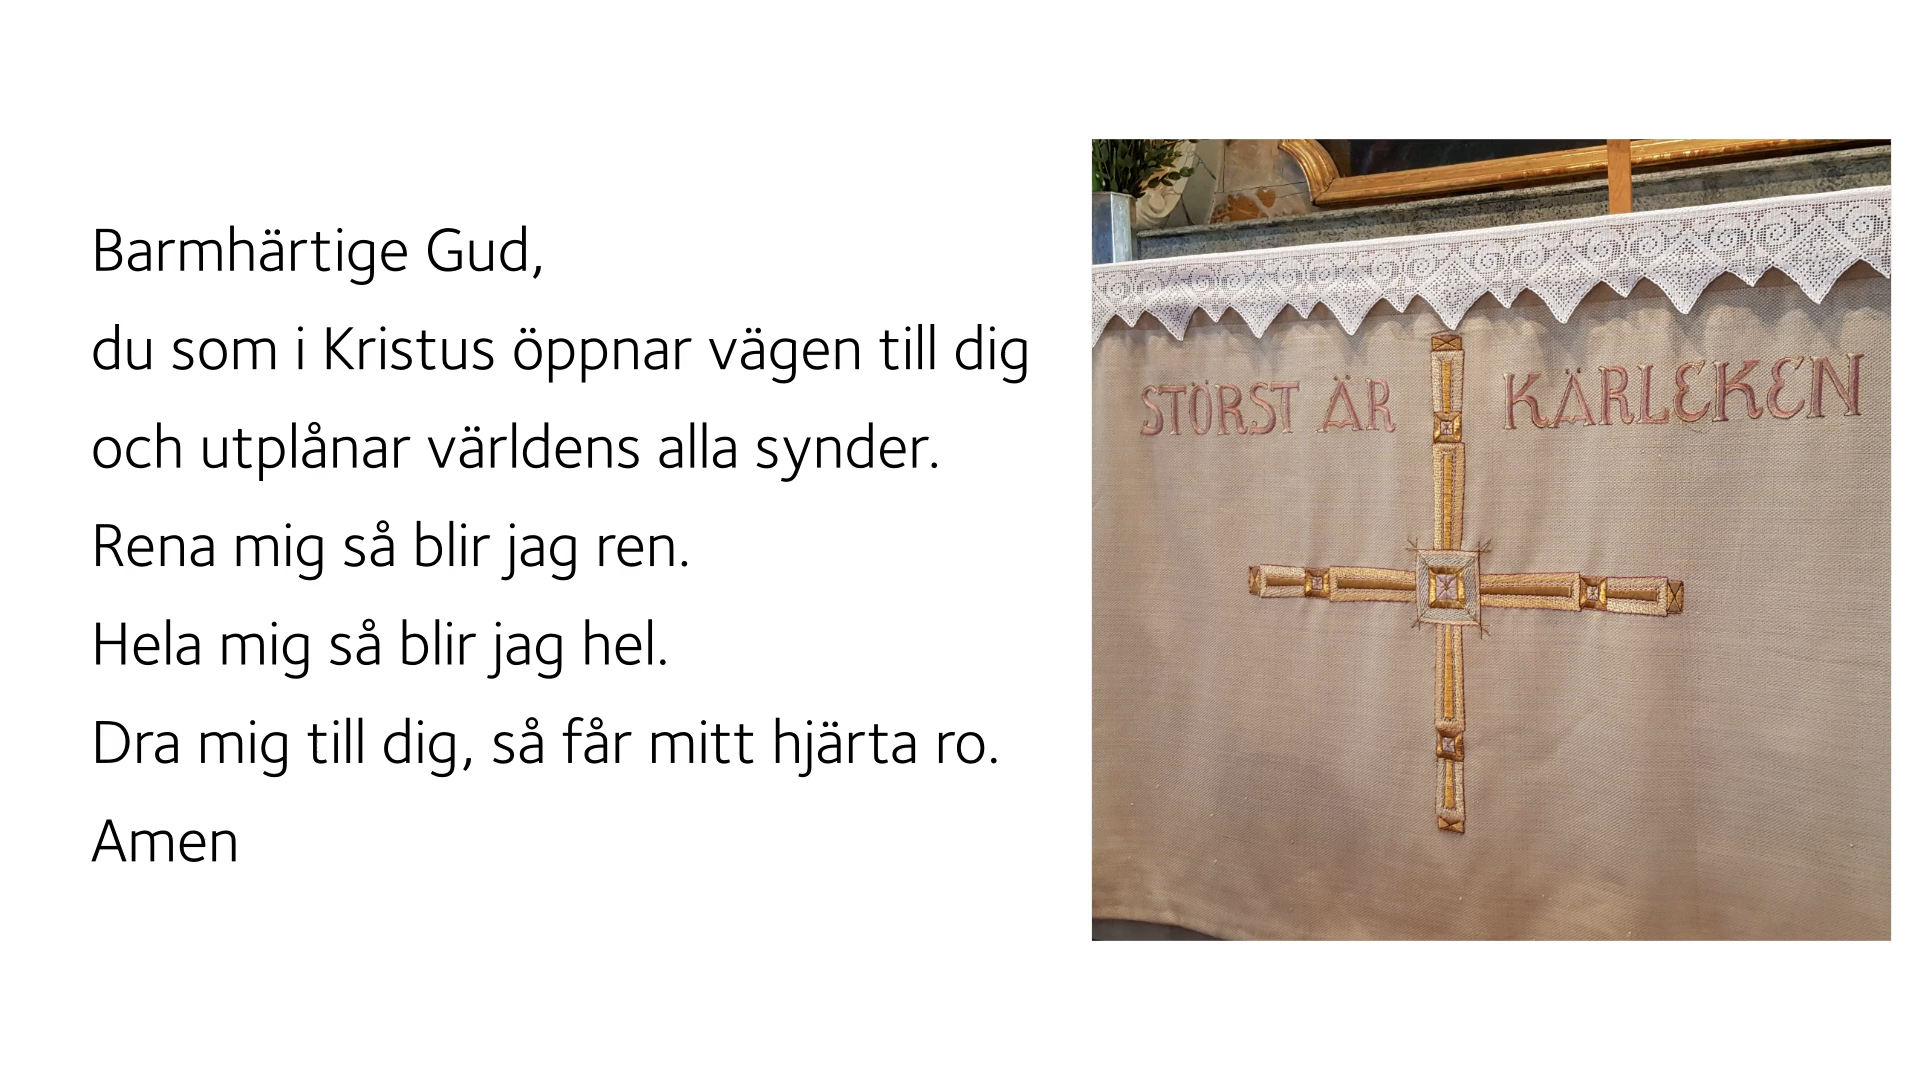 Barmhärtige Gud,
du som i Kristus öppnar vägen till dig
och utplånar världens alla synder.
Rena mig så blir jag ren.
Hela mig så blir jag hel.
Dra mig till dig, så får mitt hjärta ro.
Amen
STÖRST ÄR KÄRLEKEN